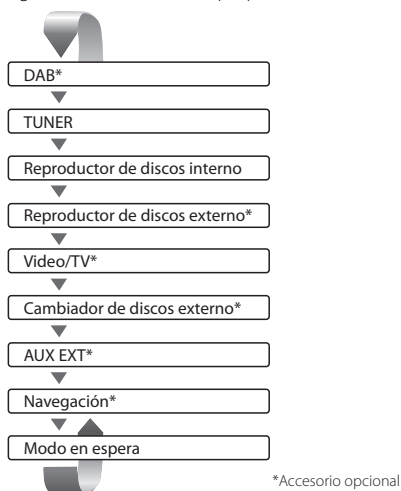 DAB*
TUNER
Reproductor de discos interno
Reproductor de discos externo*
Video/TV*
Cambiador de discos externo*
AUX EXT*
Navegación*
Modo en espera
*Accesorio opcional